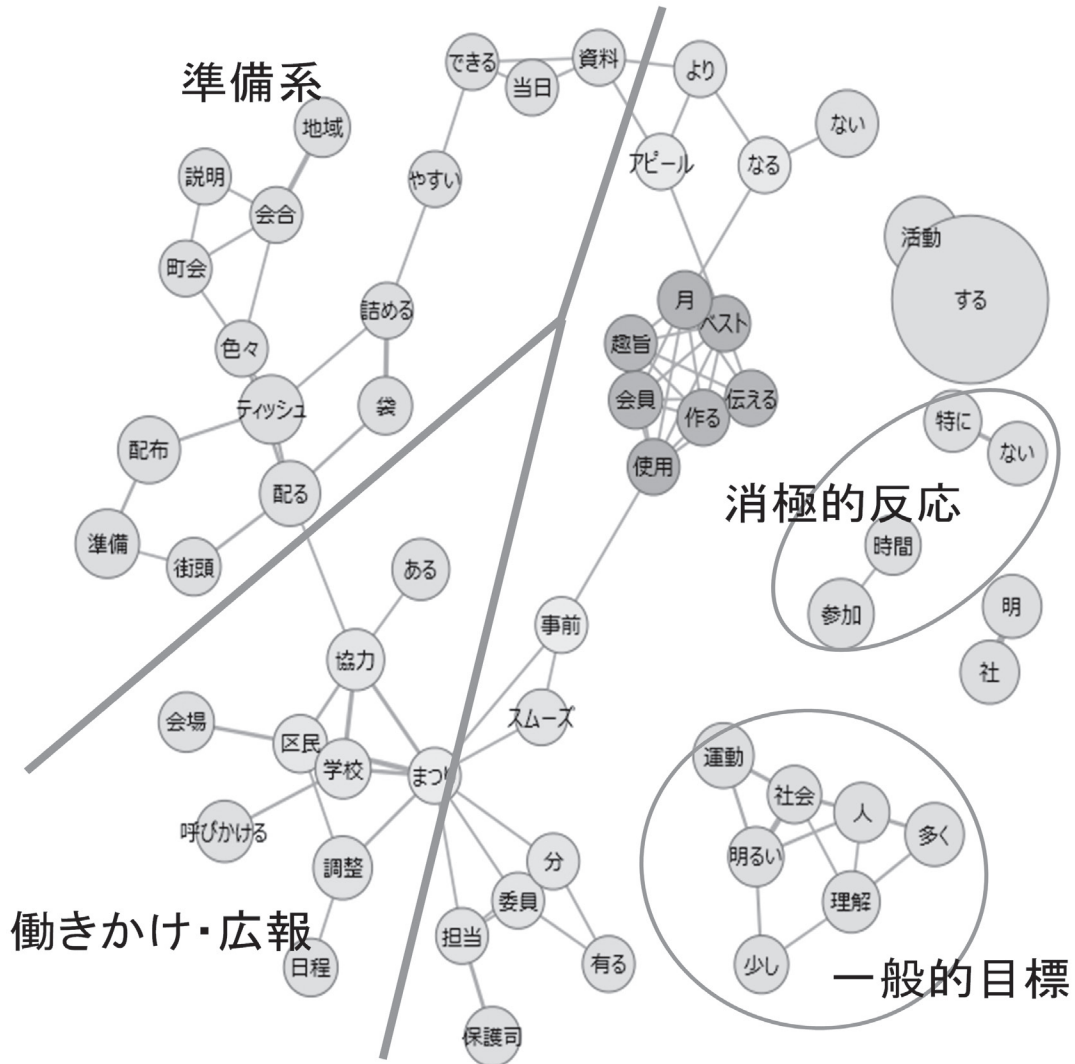 準備系
できる
資料
当日
より
ない
地域
アピール
なる
説明
やすい
会合
活動
町会
する
月
詰める
ベスト
色々
趣旨
会員
伝える
ティッシュ
袋
作る
特に
配布
使用
ない
配る
消極的反応
準備
街頭
時間
ある
参加
明
事前
協力
社
スムーズ
会場
区民
学校
まつり
運動
社会
人
呼びかける
多く
分
明るい
調整
委員
理解
働きかけ・広報
担当
日程
有る
少し
一般的目標
保護司